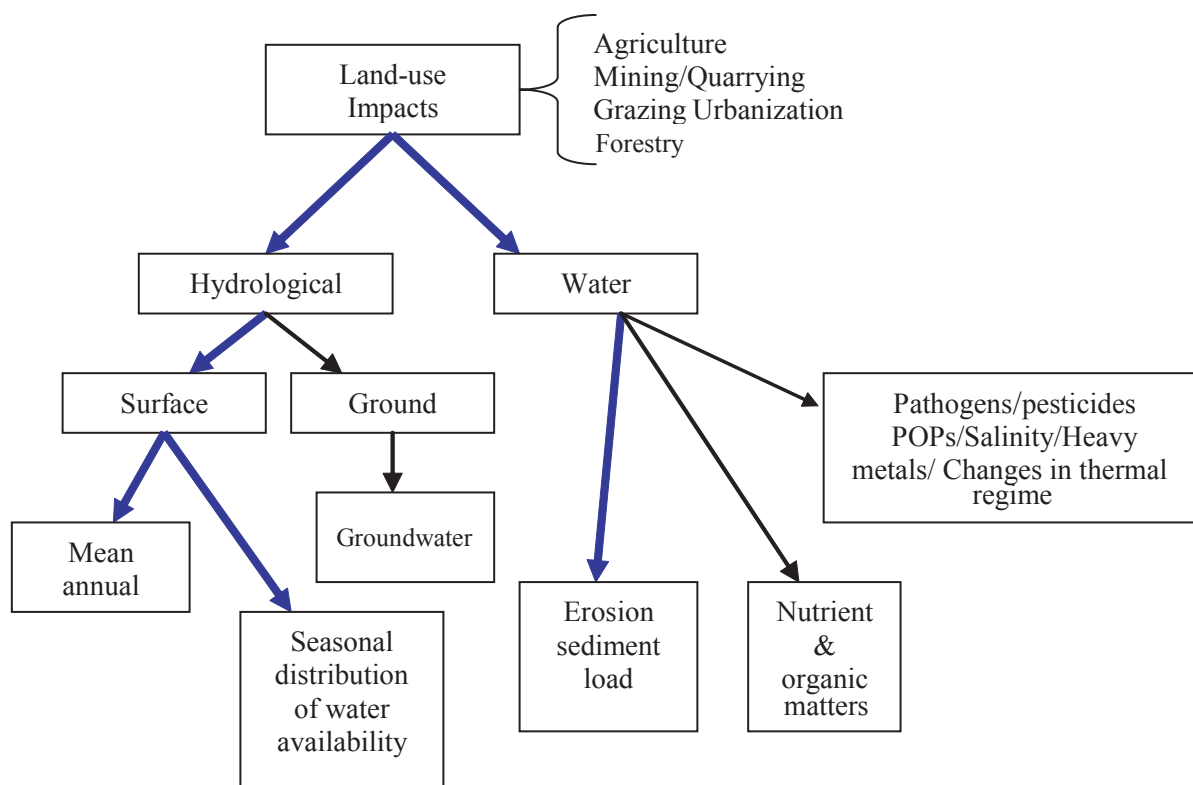 Land-use
Impacts
Agriculture
Mining/Quarrying
Grazing Urbanization
Forestry
Hydrological
Water
Surface
Ground
Pathogens/pesticides
POPs/Salinity/Heavy
metals/ Changes in thermal
regime
Mean
annual
Groundwater
Seasonal
distribution
of water
availability
Erosion
sediment
load
Nutrient
&
organic
matters